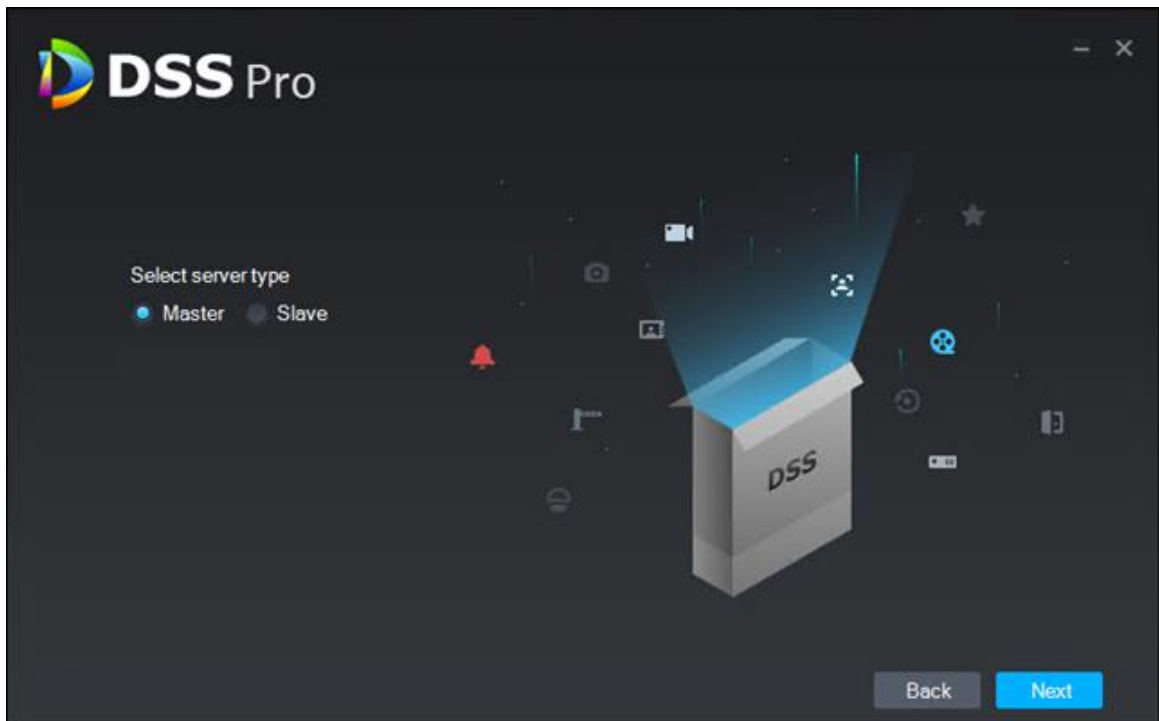 DSS Pro
Select server type
Master Slave
DSS
Back Next